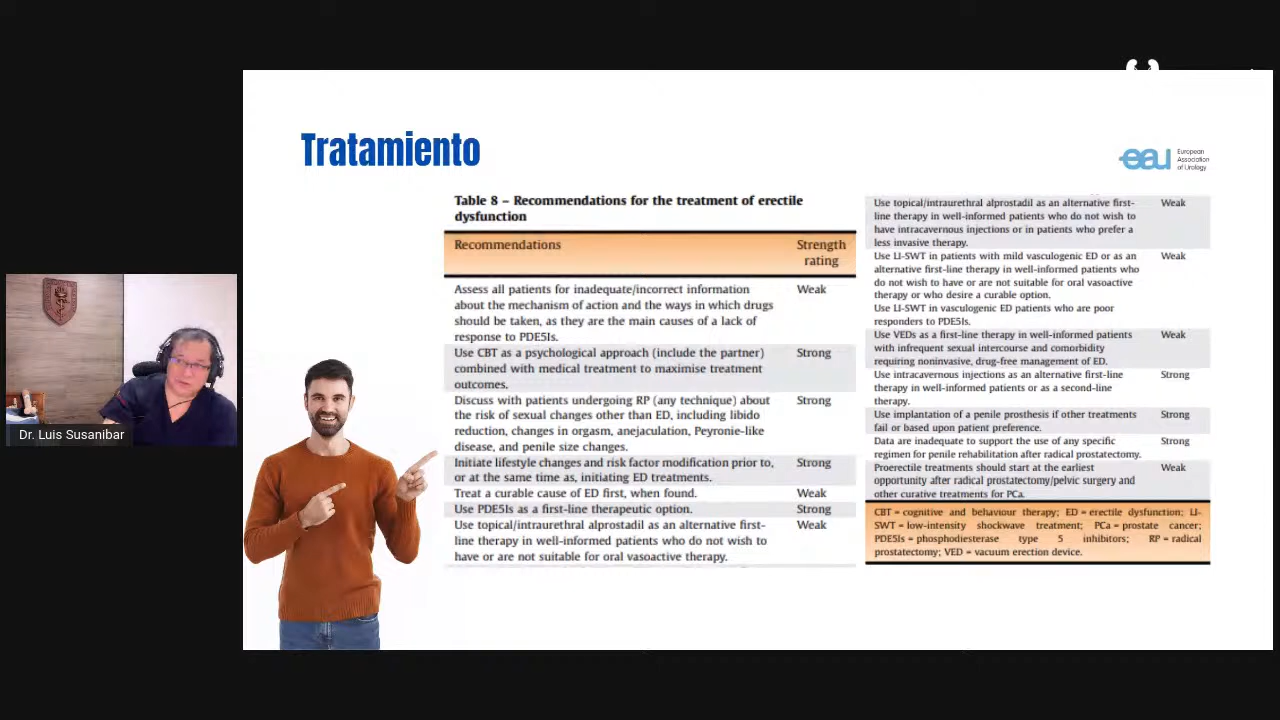 Tratamiento
eau
European
Association
of Urology
Table 8 – Recommendations for the treatment of erectile
dysfunction
Recommendations Strength
rating
Assess all patients for inadequate/incorrect information Weak
about the mechanism of action and the ways in which drugs
should be taken, as they are the main causes of a lack of
response to PDE5Is.
Use CBT as a psychological approach (include the partner) Strong
combined with medical treatment to maximise treatment
outcomes.
Discuss with patients undergoing RP (any technique) about Strong
the risk of sexual changes other than ED, including libido
reduction, changes in orgasm, anejaculation, Peyronie-like
disease, and penile size changes.
Initiate lifestyle changes and risk factor modification prior to, Strong
or at the same time as, initiating ED treatments.
Treat a curable cause of ED first, when found. Weak
Use PDE5Is as a first-line therapeutic option. Strong
Use topical/intraurethral alprostadil as an alternative first- Weak
line therapy in well-informed patients who do not wish to
have or are not suitable for oral vasoactive therapy.
Use topical/intraurethral alprostadil as an alternative first- Weak
line therapy in well-informed patients who do not wish to
have intracavernous injections or in patients who prefer a
less invasive therapy.
Use LI-SWT in patients with mild vasculogenic ED or as an Weak
alternative first-line therapy in well-informed patients who
do not wish to have or are not suitable for oral vasoactive
therapy or who desire a curable option.
Use LI-SWT in vasculogenic ED patients who are poor
responders to PDE5Is.
Use VEDs as a first-line therapy in well-informed patients Weak
with infrequent sexual intercourse and comorbidity
requiring noninvasive, drug-free management of ED.
Use intracavernous injections as an alternative first-line Strong
therapy in well-informed patients or as a second-line
therapy.
Use implantation of a penile prosthesis if other treatments Strong
fail or based upon patient preference.
Data are inadequate to support the use of any specific Strong
regimen for penile rehabilitation after radical prostatectomy.
Proerectile treatments should start at the earliest Weak
opportunity after radical prostatectomy/pelvic surgery and
other curative treatments for PCa.
CBT = cognitive and behaviour therapy; ED = erectile dysfunction; LI-
SWT = low-intensity shockwave treatment; PCa = prostate cancer;
PDE5Is = phosphodiesterase type 5 inhibitors; RP = radical
prostatectomy; VED = vacuum erection device.
Dr. Luis Susanibar